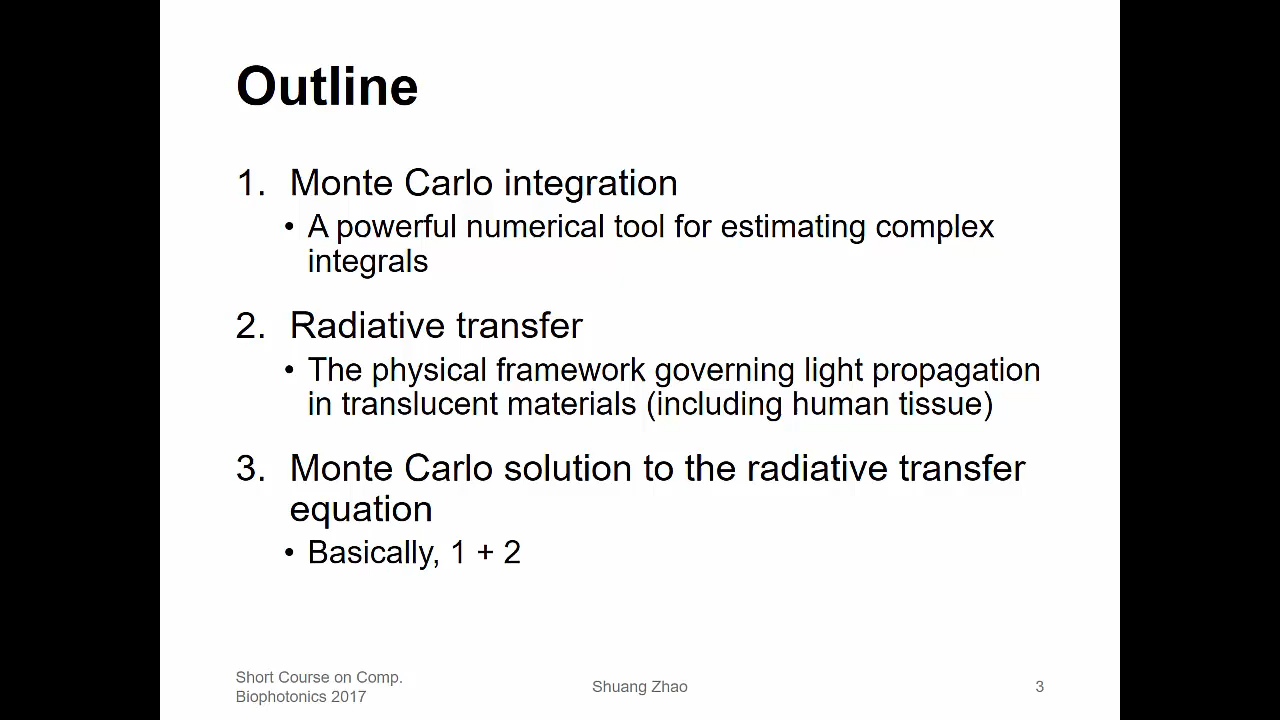 Outline
1. Monte Carlo integration
• A powerful numerical tool for estimating complex
integrals
2. Radiative transfer
• The physical framework governing light propagation
in translucent materials (including human tissue)
3. Monte Carlo solution to the radiative transfer
equation
• Basically, 1 + 2
Short Course on Comp.
Biophotonics 2017
Shuang Zhao
3